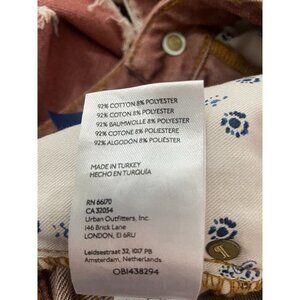 92% COTTON 8% POLYESTER
92% COTON 8% POLYESTER
92% BAUMWOLLE 8% POLYESTER
92% COTONE 8% POLIESTERE
92% ALGODÓN 8% POLIÉSTER
MADE IN TURKEY
HECHO EN TURQUÍA
RN 66170
CA 32054
Urban Outfitters, Inc.
146 Brick Lane
LONDON, E1 6RU
Leidsestraat 32, 1017 PB
Amsterdam, Netherlands
OB1438294